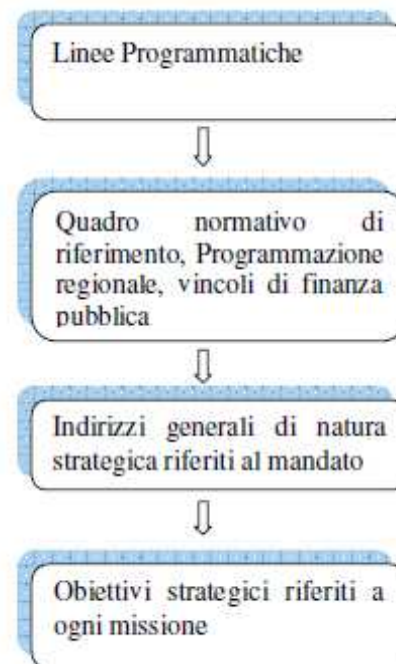 Linee Programmatiche
Quadro normativo di
riferimento, Programmazione
regionale, vincoli di finanza
pubblica
Indirizzi generali di natura
strategica riferiti al mandato
Obiettivi strategici riferiti a
ogni missione